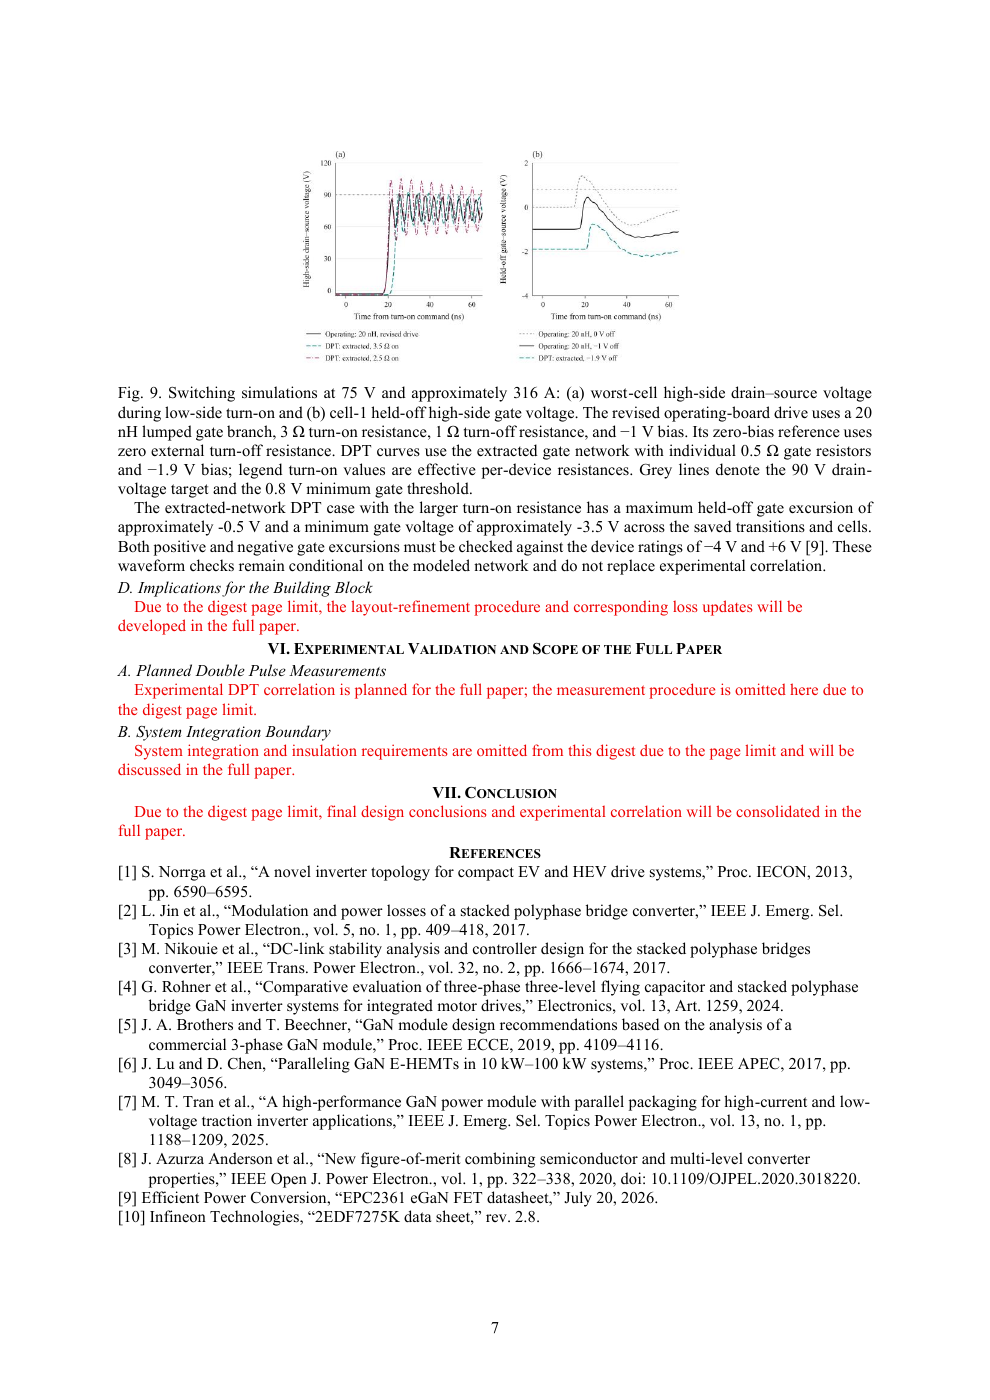 (a)
(b)
120
90
60
30
0
High-side drain–source voltage (V)
0 20 40 60
Time from turn-on command (ns)
Operating: 20 nH, revised drive
DPT: extracted, 3.5 Ω on
DPT: extracted, 2.5 Ω on
2
0
-2
-4
Held-off gate-source voltage (V)
0 20 40 60
Time from turn-on command (ns)
Operating: 20 nH, 0 V off
Operating: 20 nH, −1 V off
DPT: extracted, −1.9 V off
Fig. 9. Switching simulations at 75 V and approximately 316 A: (a) worst-cell high-side drain–source voltage
during low-side turn-on and (b) cell-1 held-off high-side gate voltage. The revised operating-board drive uses a 20
nH lumped gate branch, 3 Ω turn-on resistance, 1 Ω turn-off resistance, and −1 V bias. Its zero-bias reference uses
zero external turn-off resistance. DPT curves use the extracted gate network with individual 0.5 Ω gate resistors
and −1.9 V bias; legend turn-on values are effective per-device resistances. Grey lines denote the 90 V drain-
voltage target and the 0.8 V minimum gate threshold.
The extracted-network DPT case with the larger turn-on resistance has a maximum held-off gate excursion of
approximately -0.5 V and a minimum gate voltage of approximately -3.5 V across the saved transitions and cells.
Both positive and negative gate excursions must be checked against the device ratings of −4 V and +6 V [9]. These
waveform checks remain conditional on the modeled network and do not replace experimental correlation.
D. Implications for the Building Block
Due to the digest page limit, the layout-refinement procedure and corresponding loss updates will be
developed in the full paper.
VI. EXPERIMENTAL VALIDATION AND SCOPE OF THE FULL PAPER
A. Planned Double Pulse Measurements
Experimental DPT correlation is planned for the full paper; the measurement procedure is omitted here due to
the digest page limit.
B. System Integration Boundary
System integration and insulation requirements are omitted from this digest due to the page limit and will be
discussed in the full paper.
VII. CONCLUSION
Due to the digest page limit, final design conclusions and experimental correlation will be consolidated in the
full paper.
REFERENCES
[1] S. Norrga et al., “A novel inverter topology for compact EV and HEV drive systems,” Proc. IECON, 2013,
pp. 6590–6595.
[2] L. Jin et al., “Modulation and power losses of a stacked polyphase bridge converter,” IEEE J. Emerg. Sel.
Topics Power Electron., vol. 5, no. 1, pp. 409–418, 2017.
[3] M. Nikouie et al., “DC-link stability analysis and controller design for the stacked polyphase bridges
converter,” IEEE Trans. Power Electron., vol. 32, no. 2, pp. 1666–1674, 2017.
[4] G. Rohner et al., “Comparative evaluation of three-phase three-level flying capacitor and stacked polyphase
bridge GaN inverter systems for integrated motor drives,” Electronics, vol. 13, Art. 1259, 2024.
[5] J. A. Brothers and T. Beechner, “GaN module design recommendations based on the analysis of a
commercial 3-phase GaN module,” Proc. IEEE ECCE, 2019, pp. 4109–4116.
[6] J. Lu and D. Chen, “Paralleling GaN E-HEMTs in 10 kW–100 kW systems,” Proc. IEEE APEC, 2017, pp.
3049–3056.
[7] M. T. Tran et al., “A high-performance GaN power module with parallel packaging for high-current and low-
voltage traction inverter applications,” IEEE J. Emerg. Sel. Topics Power Electron., vol. 13, no. 1, pp.
1188–1209, 2025.
[8] J. Azurza Anderson et al., “New figure-of-merit combining semiconductor and multi-level converter
properties,” IEEE Open J. Power Electron., vol. 1, pp. 322–338, 2020, doi: 10.1109/OJPEL.2020.3018220.
[9] Efficient Power Conversion, “EPC2361 eGaN FET datasheet,” July 20, 2026.
[10] Infineon Technologies, “2EDF7275K data sheet,” rev. 2.8.
7